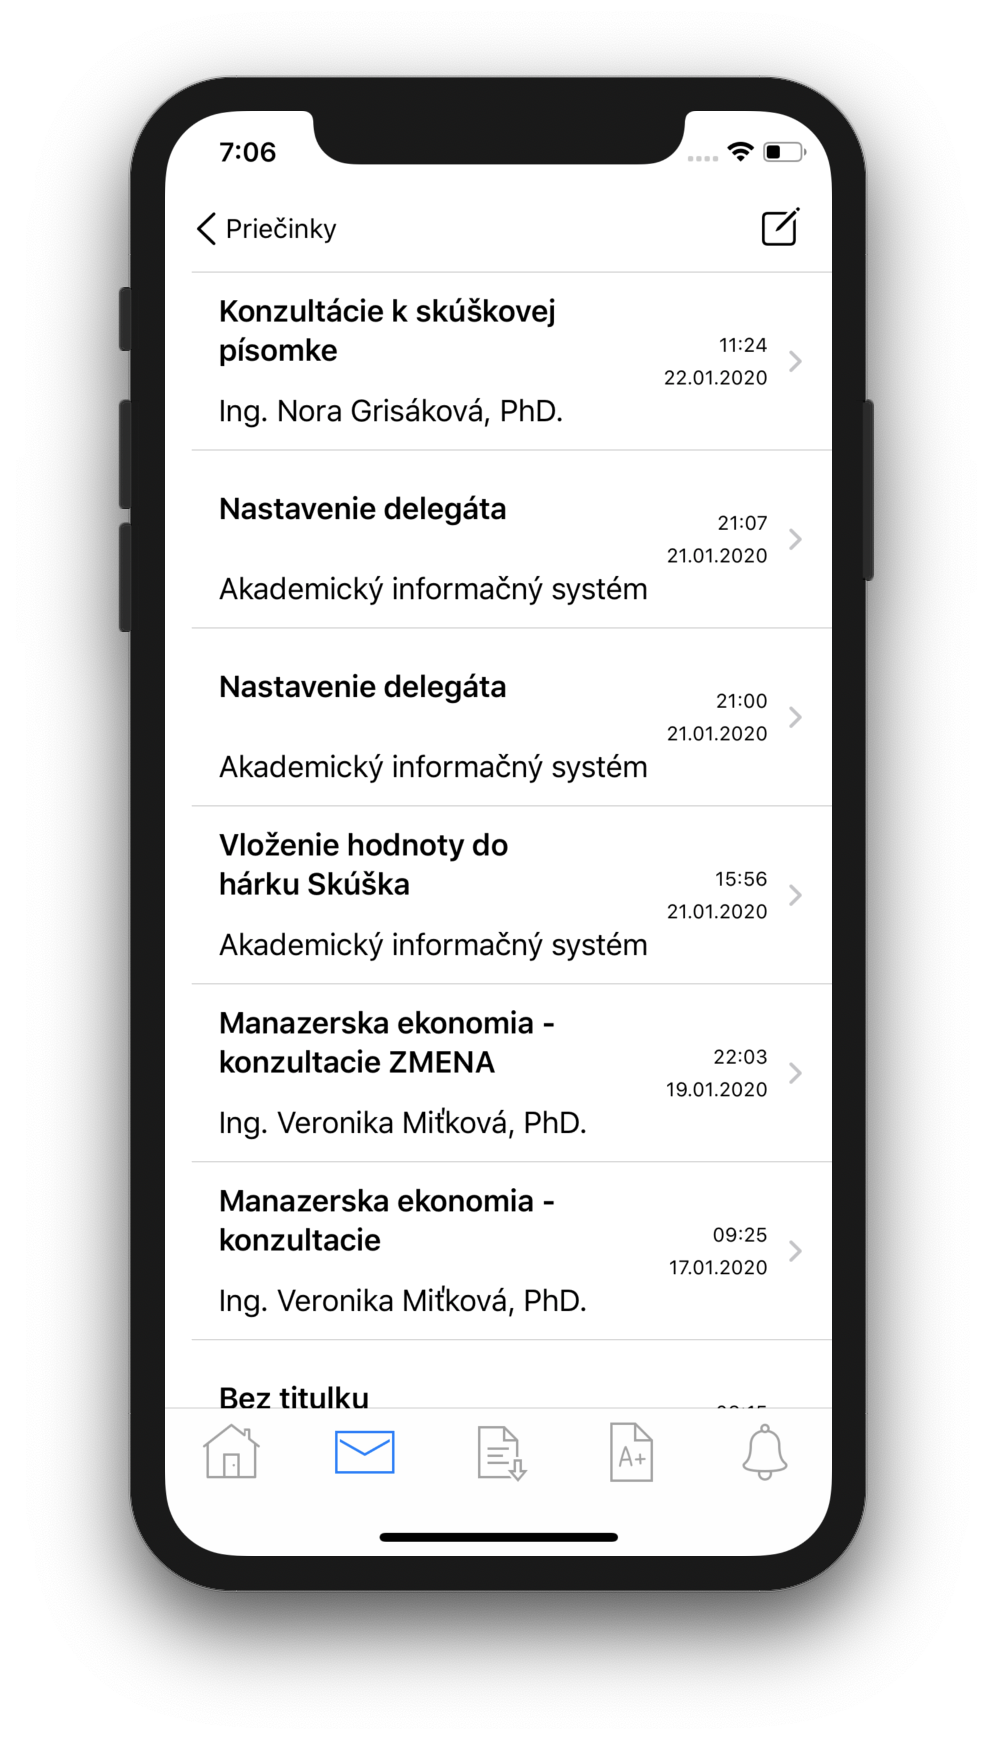 7:06
Priečinky
Konzultácie k skúškovej
písomke
11:24
22.01.2020
Ing. Nora Grisáková, PhD.
Nastavenie delegáta
21:07
21.01.2020
Akademický informačný systém
Nastavenie delegáta
21:00
21.01.2020
Akademický informačný systém
Vloženie hodnoty do
hárku Skúška
15:56
21.01.2020
Akademický informačný systém
Manazerska ekonomia -
konzultacie ZMENA
22:03
19.01.2020
Ing. Veronika Miťková, PhD.
Manazerska ekonomia -
konzultacie
09:25
17.01.2020
Ing. Veronika Miťková, PhD.
Bez titulku
A+